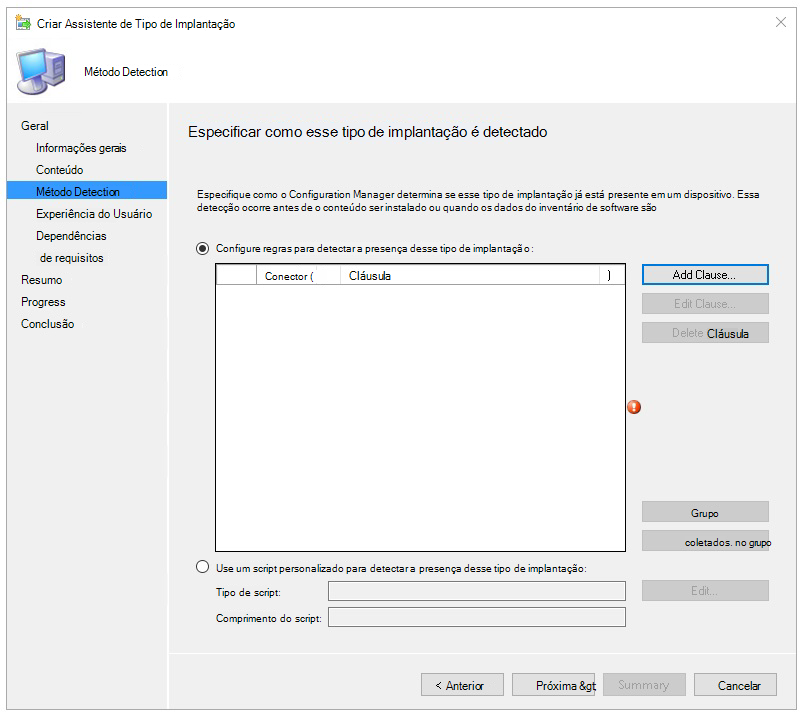 Criar Assistente de Tipo de Implantação
Método Detection
Geral
Informações gerais
Conteúdo
Método Detection
Experiência do Usuário
Dependências
de requisitos
Resumo
Progress
Conclusão
Especificar como esse tipo de implantação é detectado
Especifique como o Configuration Manager determina se esse tipo de implantação já está presente em um dispositivo. Essa
detecção ocorre antes de o conteúdo ser instalado ou quando os dados do inventário de software são
Configure regras para detectar a presença desse tipo de implantação:
Conector ( Cláusula )
Add Clause...
Edit Clause...
Delete Cláusula
Grupo
coletados. no grupo
Use um script personalizado para detectar a presença desse tipo de implantação:
Tipo de script:
Edit...
Comprimento do script:
< Anterior
Próxima &gt
Summary
Cancelar